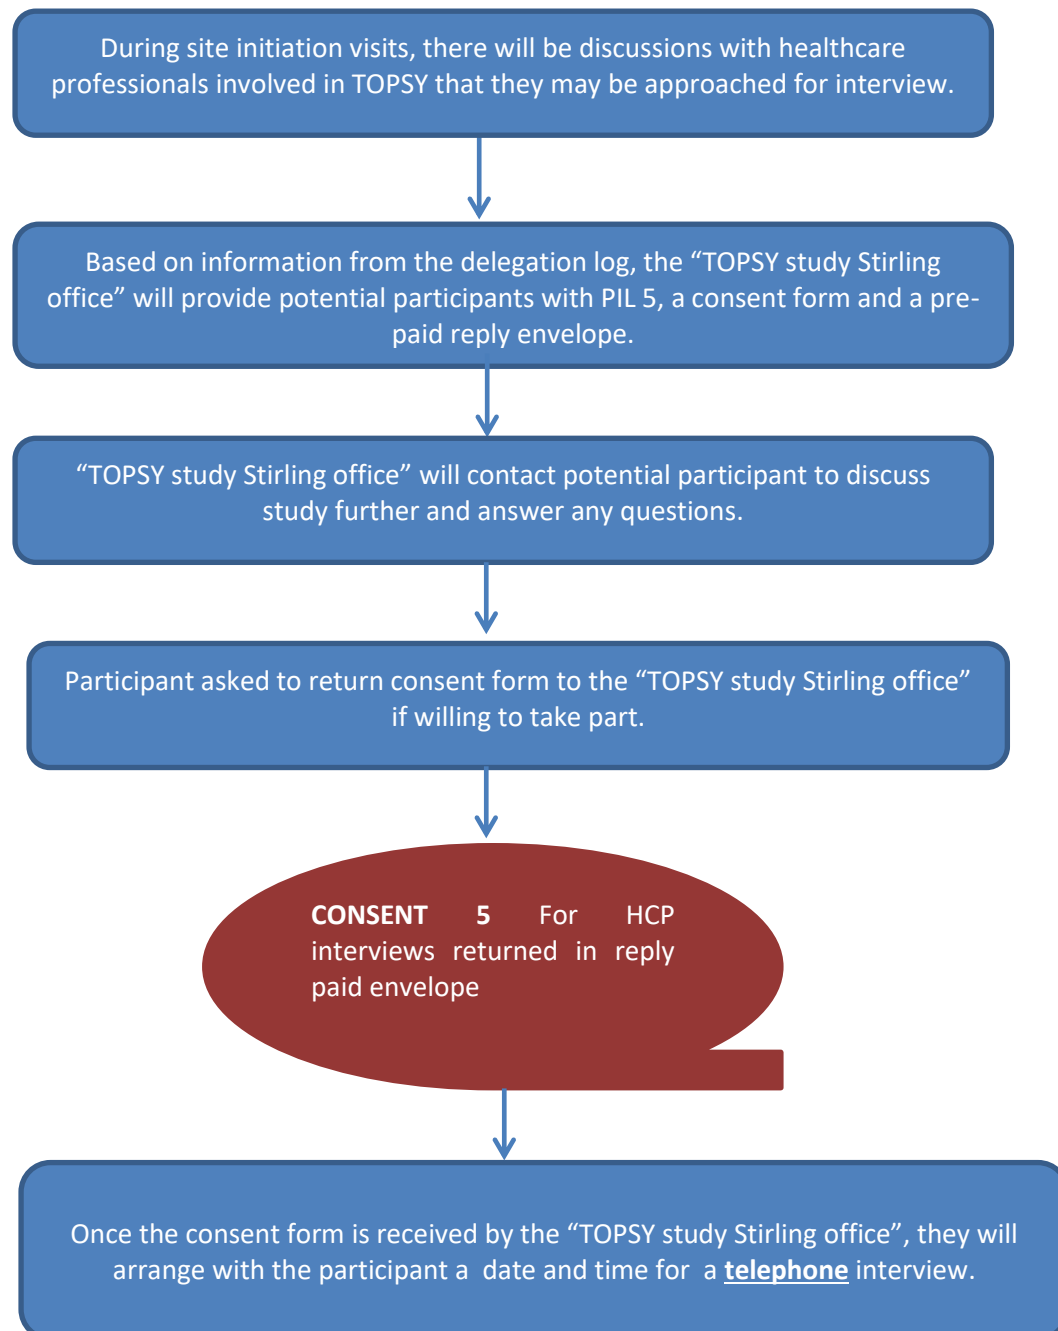 During site initiation visits, there will be discussions with healthcare
professionals involved in TOPSY that they may be approached for interview.
Based on information from the delegation log, the “TOPSY study Stirling
office” will provide potential participants with PIL 5, a consent form and a pre-
paid reply envelope.
“TOPSY study Stirling office” will contact potential participant to discuss
study further and answer any questions.
Participant asked to return consent form to the “TOPSY study Stirling office”
if willing to take part.
CONSENT 5 For HCP
interviews returned in reply
paid envelope
Once the consent form is received by the “TOPSY study Stirling office”, they will
arrange with the participant a date and time for a telephone interview.